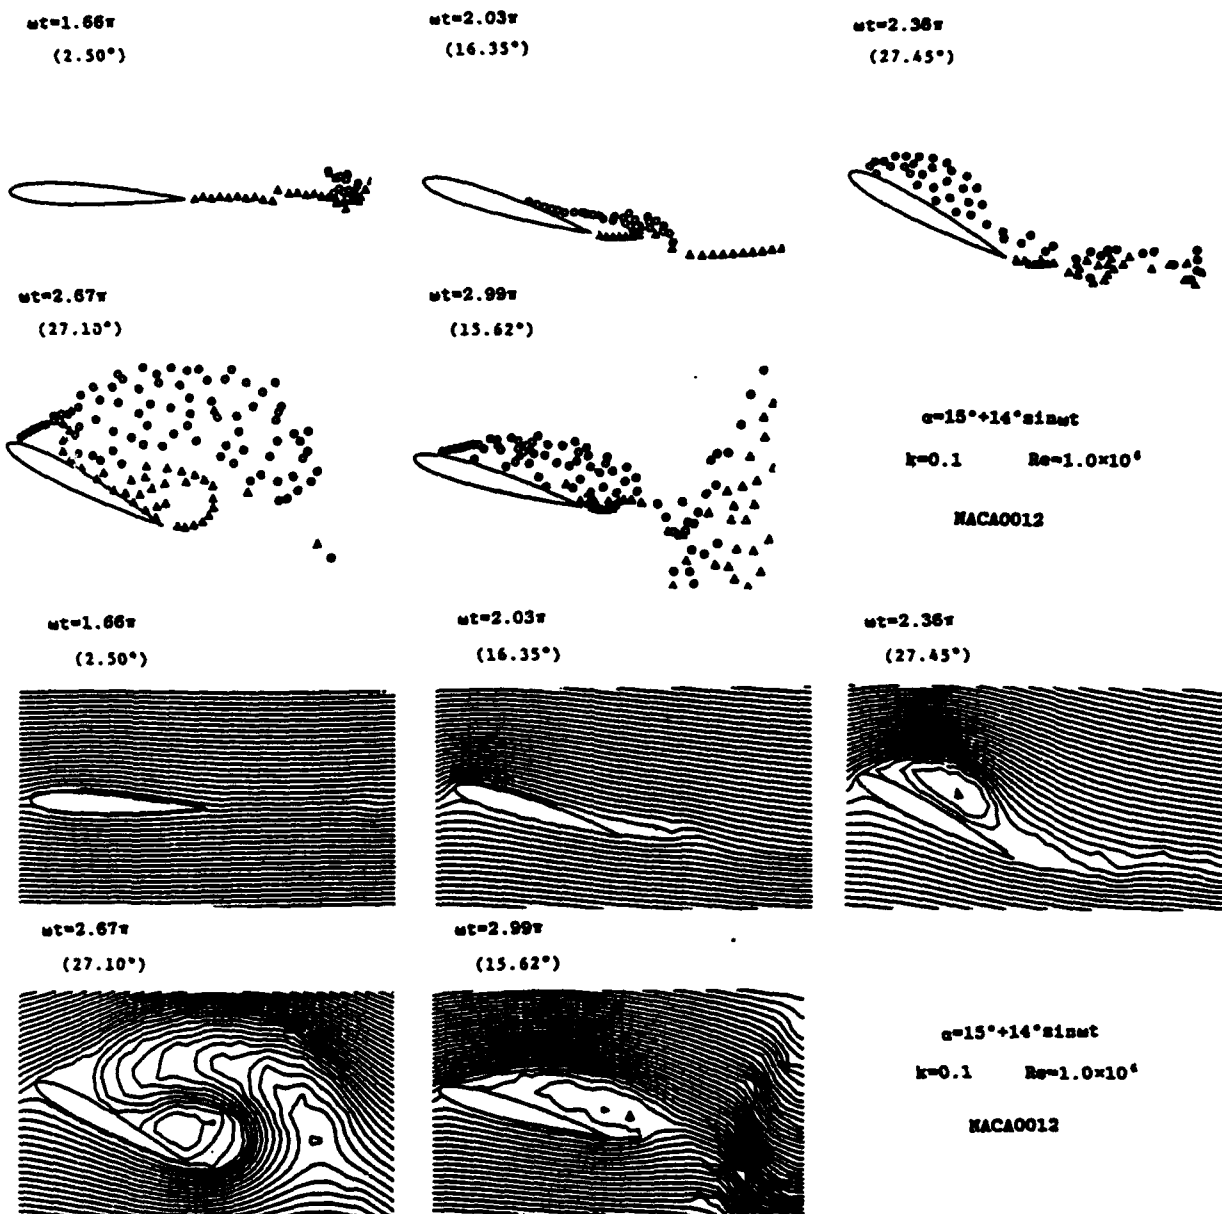 ωt=1.66π
(2.50°)
ωt=2.03π
(16.35°)
ωt=2.36π
(27.45°)
ωt=2.67π
(27.10°)
ωt=2.99π
(15.62°)
α=15°+14°sinωt
k=0.1 Re=1.0×10⁶
NACA0012
ωt=1.66π
(2.50°)
ωt=2.03π
(16.35°)
ωt=2.36π
(27.45°)
ωt=2.67π
(27.10°)
ωt=2.99π
(15.62°)
α=15°+14°sinωt
k=0.1 Re=1.0×10⁶
NACA0012